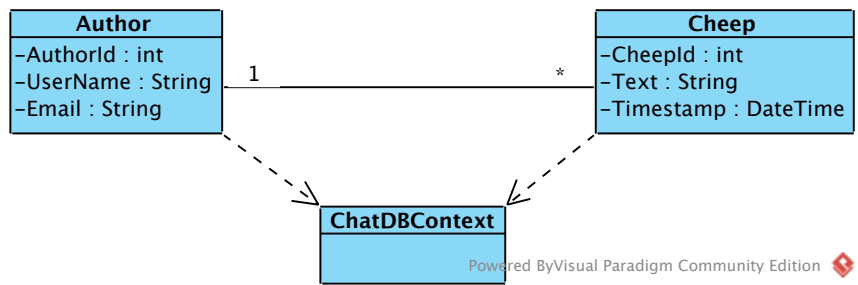 Author
-AuthorId : int
-UserName : String
-Email : String
1
*
Cheep
-CheepId : int
-Text : String
-Timestamp : DateTime
ChatDBContext
Powered ByVisual Paradigm Community Edition